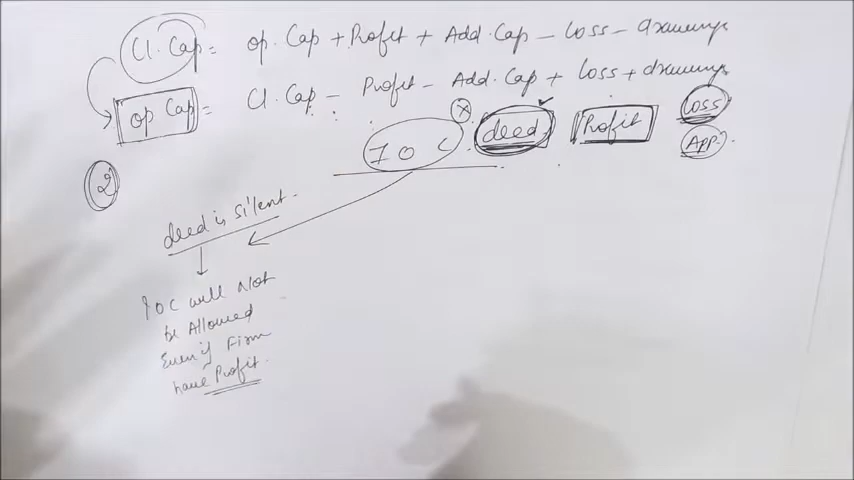 Cl. Cap = op. Cap + Profit + Add. Cap - Loss - drawings
op Cap = Cl. Cap - Profit - Add. Cap + Loss + drawings
IOC x deed ✓ Profit Loss
App.
2
deed is silent.
IOC will Not
be Allowed
Even if Firm
have Profit.